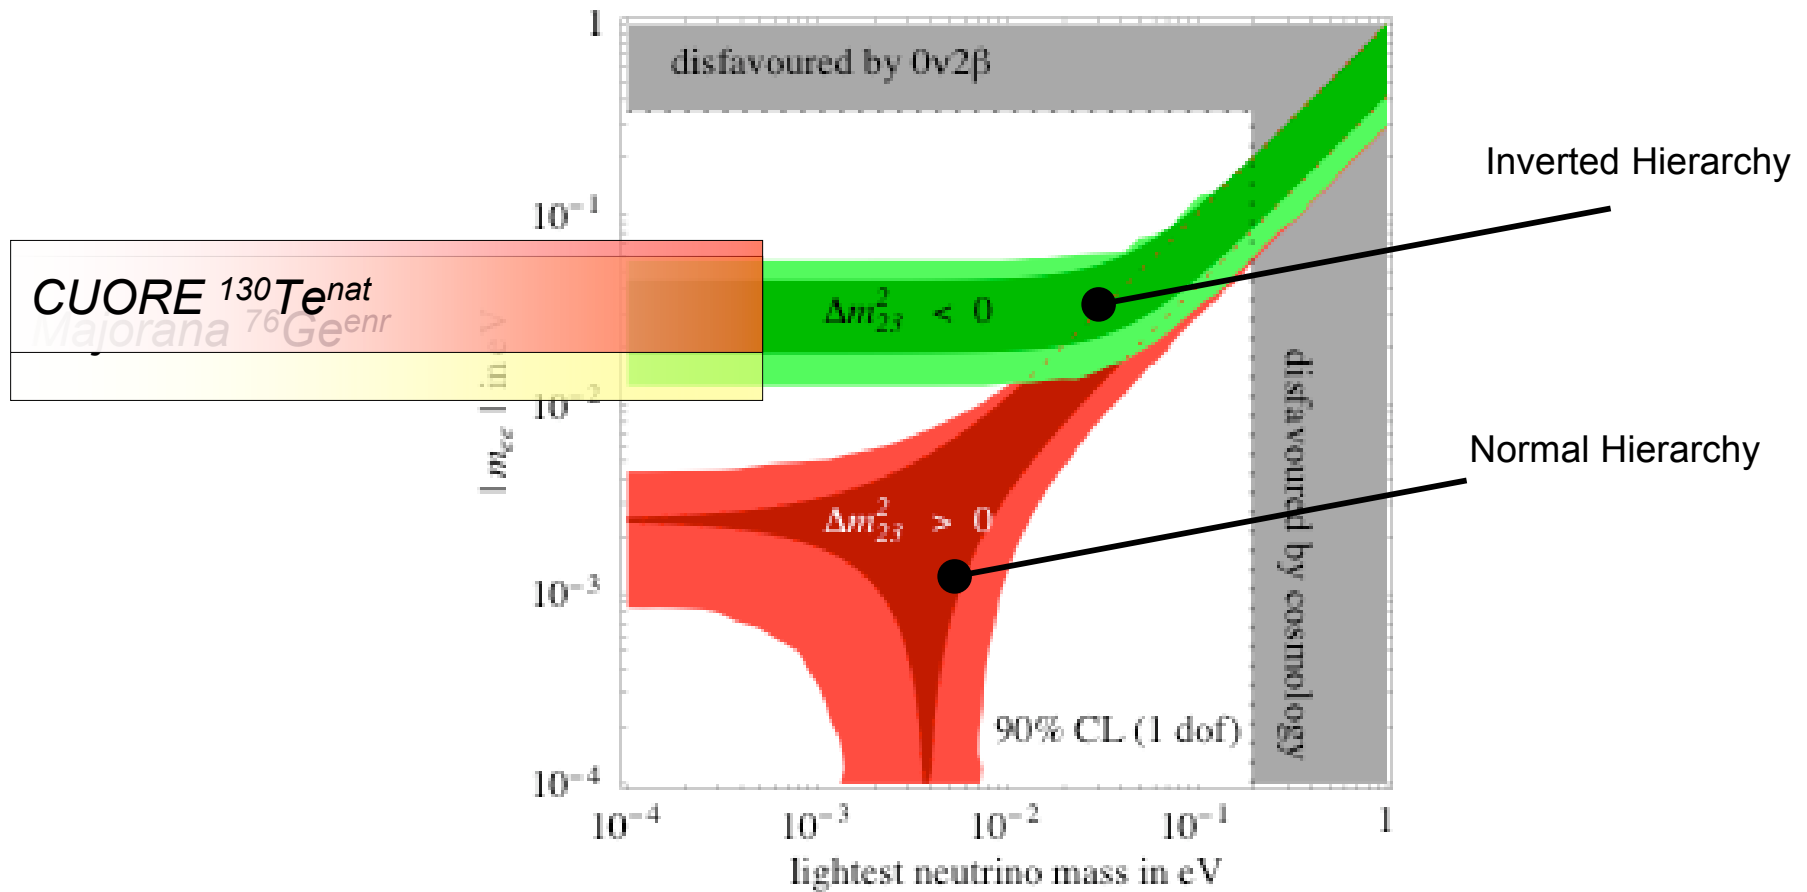 1
disfavoured by 0ν2β
Inverted Hierarchy
10⁻¹
CUORE ¹³⁰Teⁿᵃᵗ
Majorana ⁷⁶Geᵉⁿʳ
Δm²₂₃ < 0
10⁻²
| mₑₑ | in eV
disfavoured by cosmology
Normal Hierarchy
Δm²₂₃ > 0
10⁻³
90% CL (1 dof)
10⁻⁴
10⁻⁴ 10⁻³ 10⁻² 10⁻¹ 1
lightest neutrino mass in eV